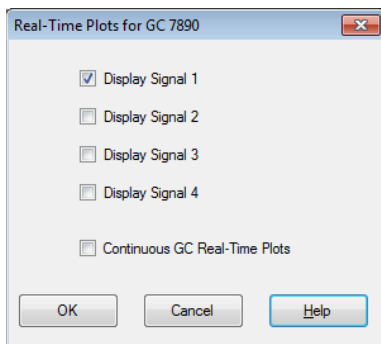 Real-Time Plots for GC 7890
Display Signal 1
Display Signal 2
Display Signal 3
Display Signal 4
Continuous GC Real-Time Plots
OK
Cancel
Help